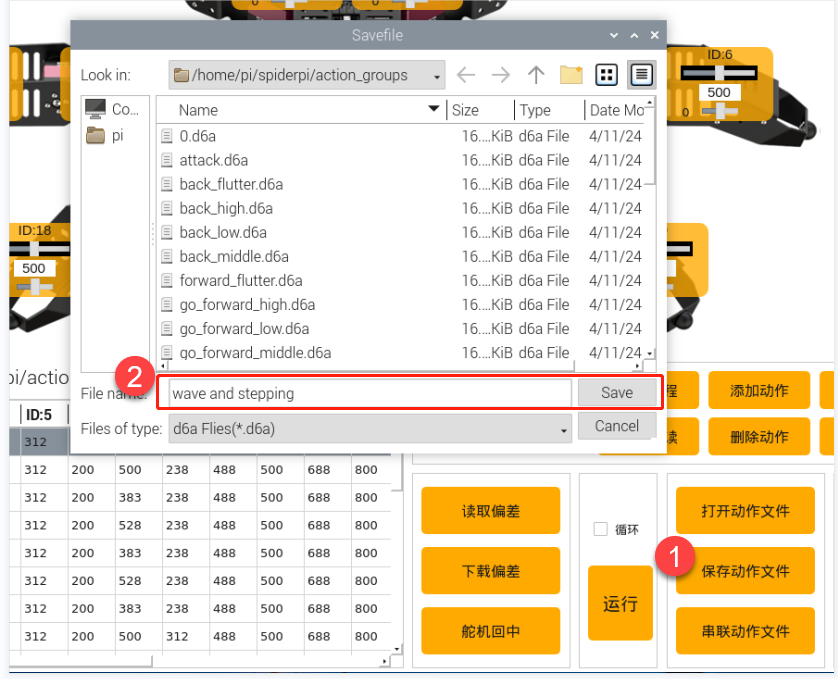 0 0
Savefile
Look in: /home/pi/spiderpi/action_groups
Co...
pi
Name Size Type Date Mo
0.d6a 16....KiB d6a File 4/11/24
attack.d6a 16....KiB d6a File 4/11/24
back_flutter.d6a 16....KiB d6a File 4/11/24
back_high.d6a 16....KiB d6a File 4/11/24
back_low.d6a 16....KiB d6a File 4/11/24
back_middle.d6a 16....KiB d6a File 4/11/24
forward_flutter.d6a 16....KiB d6a File 4/11/24
go_forward_high.d6a 16....KiB d6a File 4/11/24
go_forward_low.d6a 16....KiB d6a File 4/11/24
go_forward_middle.d6a 16....KiB d6a File 4/11/24
2
File name: wave and stepping Save
Files of type: d6a Flies(*.d6a) Cancel
ID:6
500
0
ID:18
500
pi/actio
ID:5
312
312 200 500 238 488 500 688 800
312 200 383 238 488 500 688 800
312 200 528 238 488 500 688 800
312 200 383 238 488 500 688 800
312 200 528 238 488 500 688 800
312 200 383 238 488 500 688 800
312 200 500 312 488 500 688 800
程 添加动作
读 删除动作
读取偏差
下载偏差
舵机回中
循环
运行
1
打开动作文件
保存动作文件
串联动作文件